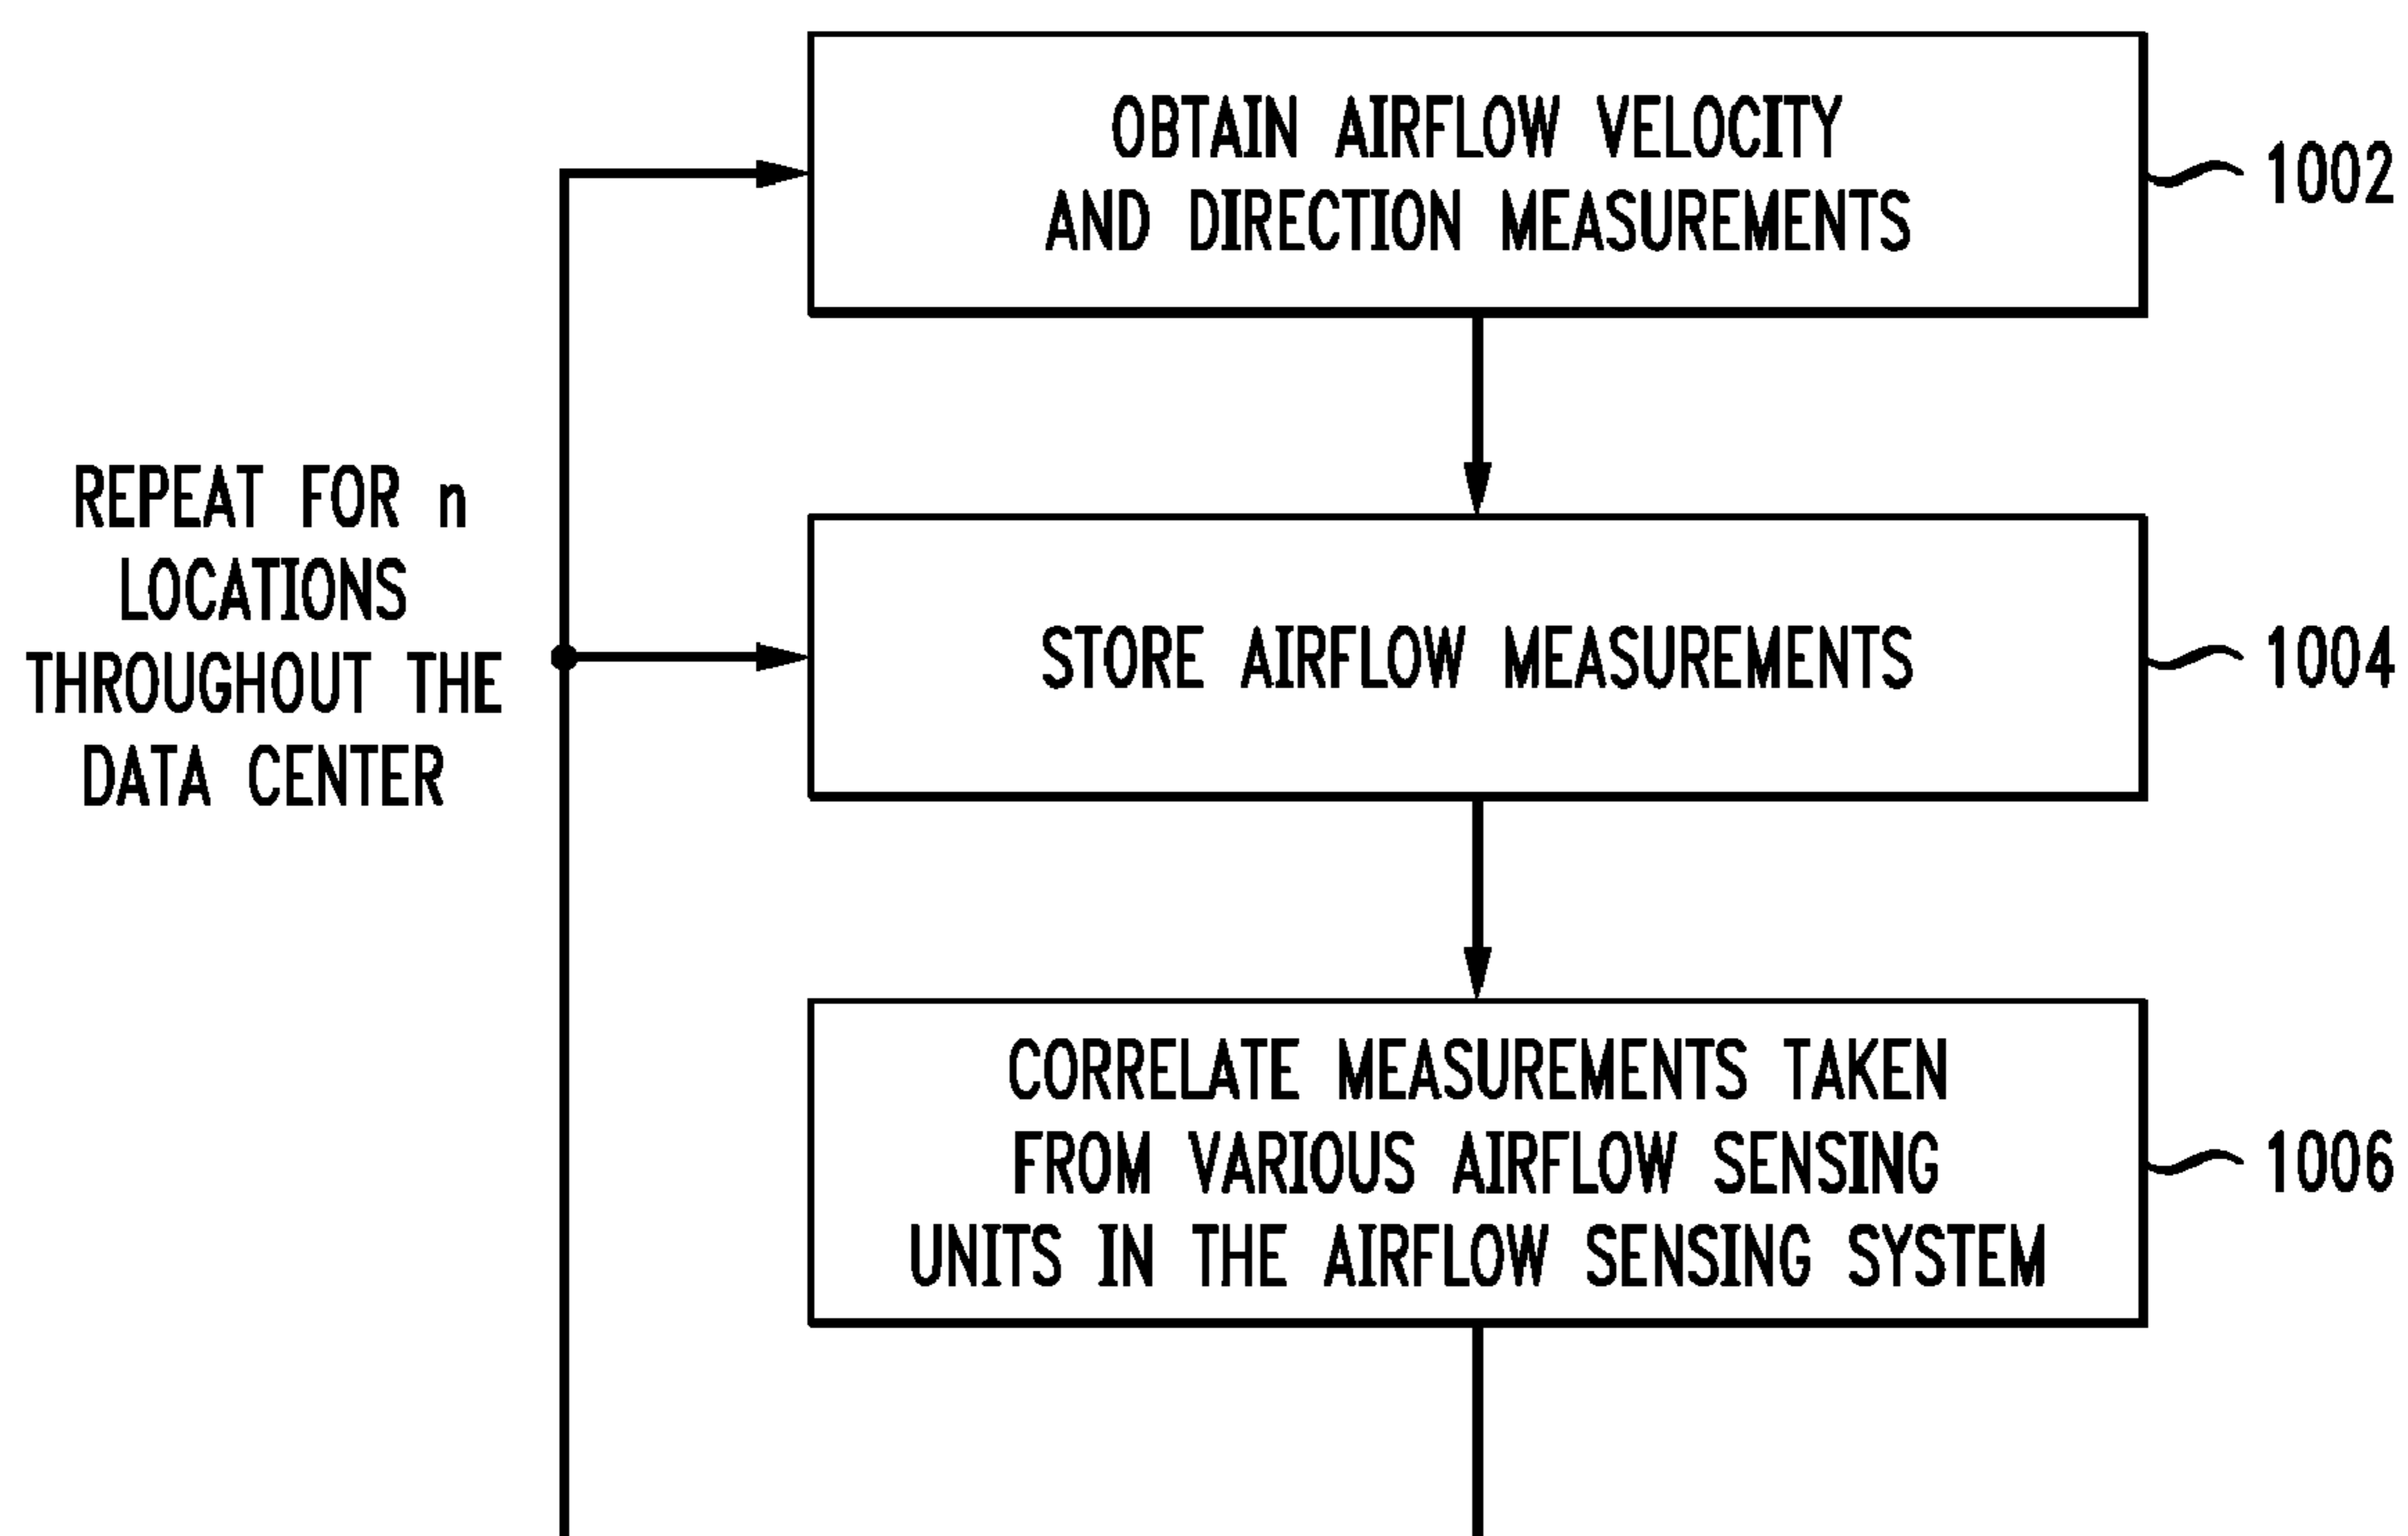 OBTAIN AIRFLOW VELOCITY
AND DIRECTION MEASUREMENTS
1002
REPEAT FOR n
LOCATIONS
THROUGHOUT THE
DATA CENTER
STORE AIRFLOW MEASUREMENTS
1004
CORRELATE MEASUREMENTS TAKEN
FROM VARIOUS AIRFLOW SENSING
UNITS IN THE AIRFLOW SENSING SYSTEM
1006